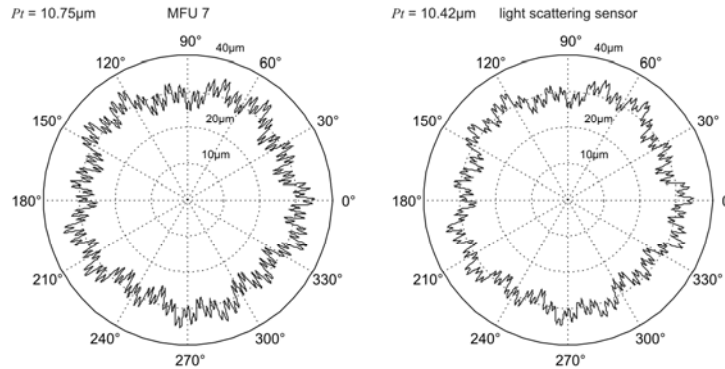 Pt = 10.75µm MFU 7
90°
40µm
120° 60°
150° 30°
20µm
10µm
180° 0°
210° 330°
240° 300°
270°
Pt = 10.42µm light scattering sensor
90°
40µm
120° 60°
150° 30°
20µm
10µm
180° 0
210° 330°
240° 300°
270°